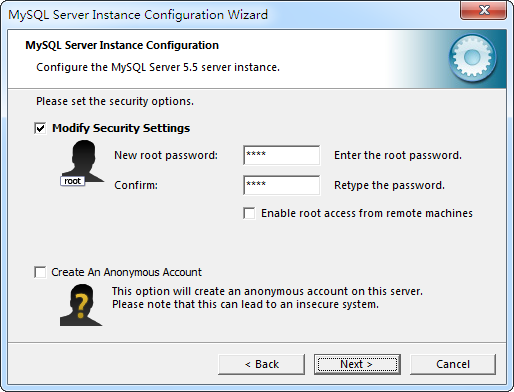 MySQL Server Instance Configuration Wizard
MySQL Server Instance Configuration
Configure the MySQL Server 5.5 server instance.
Please set the security options.
Modify Security Settings
root
New root password: **** Enter the root password.
Confirm: **** Retype the password.
Enable root access from remote machines
Create An Anonymous Account
?
This option will create an anonymous account on this server.
Please note that this can lead to an insecure system.
< Back Next > Cancel